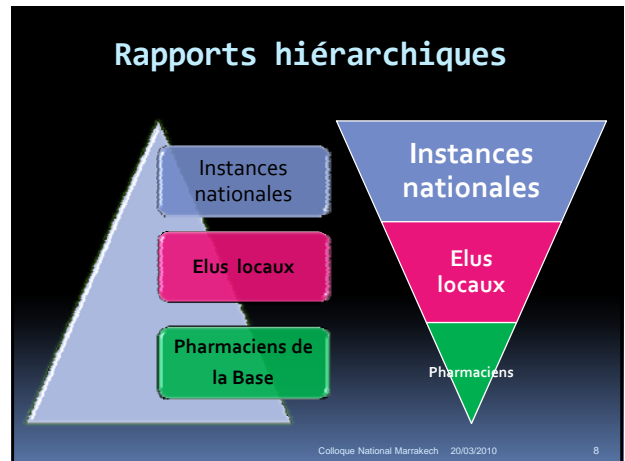 Rapports hiérarchiques
Instances
nationales
Elus locaux
Pharmaciens de
la Base
Instances
nationales
Elus
locaux
Pharmaciens
Colloque National Marrakech 20/03/2010 8